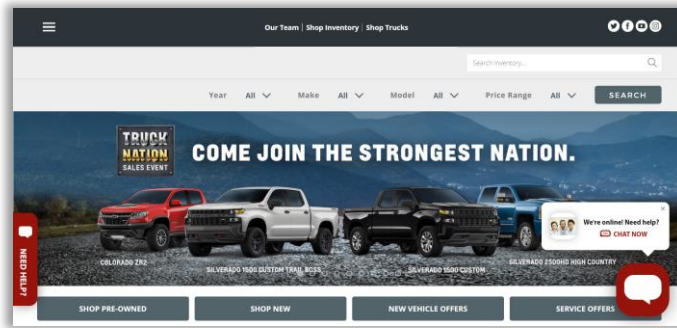 Our Team | Shop Inventory | Shop Trucks
Search Inventory...
Year All Make All Model All Price Range All SEARCH
TRUCK
NATION
SALES EVENT
COME JOIN THE STRONGEST NATION.
We're online! Need help?
CHAT NOW
NEED HELP?
COLORADO ZR2
SILVERADO 1500 CUSTOM TRAIL BOSS
SILVERADO 1500 CUSTOM
SILVERADO 2500HD HIGH COUNTRY
SHOP PRE-OWNED SHOP NEW NEW VEHICLE OFFERS SERVICE OFFERS